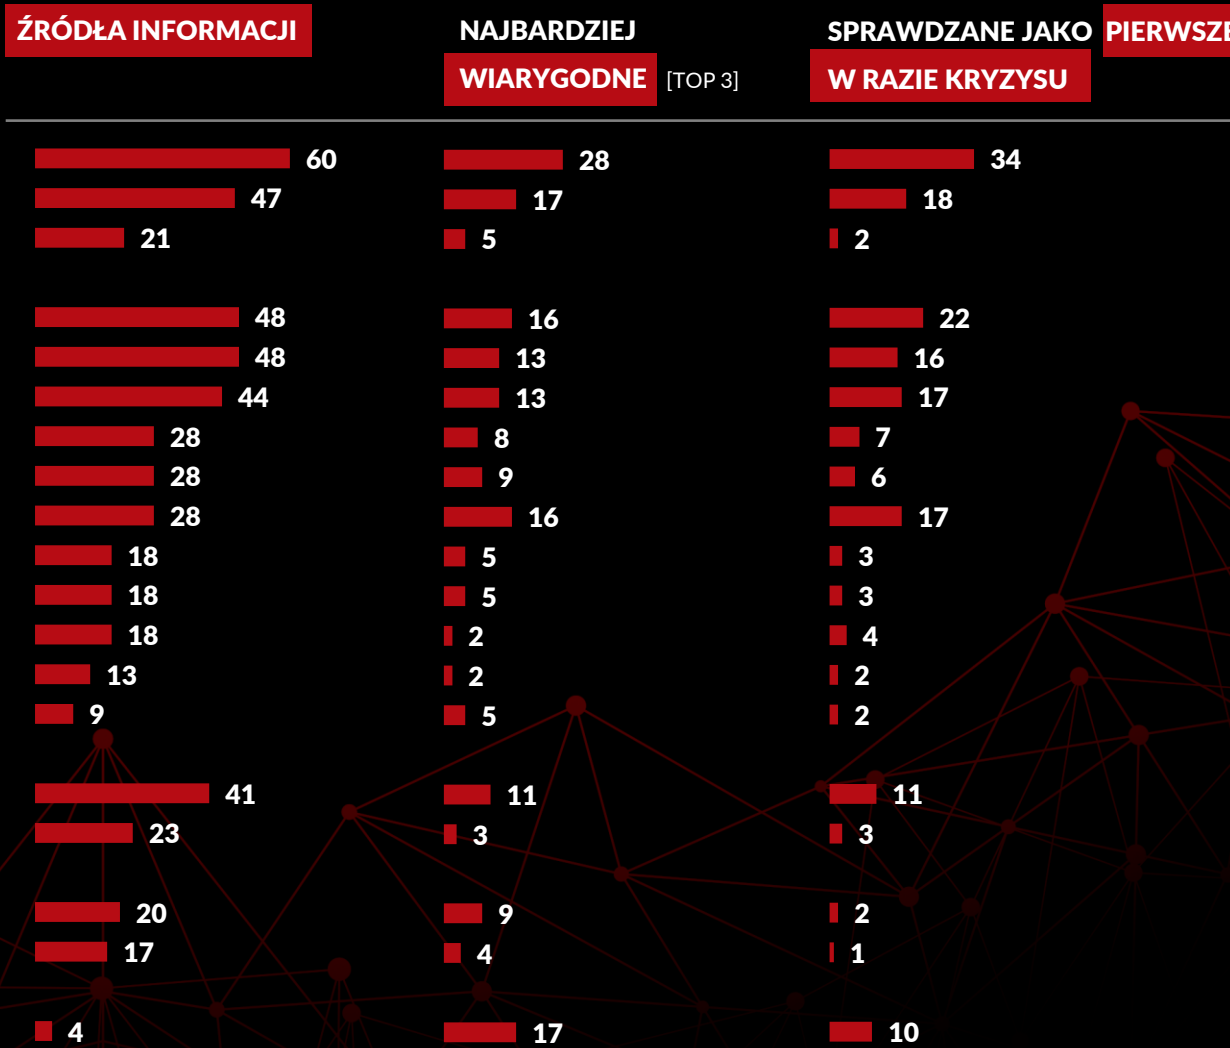 ŹRÓDŁA INFORMACJI
NAJBARDZIEJ
WIARYGODNE [TOP 3]
SPRAWDZANE JAKO PIERWSZE
W RAZIE KRYZYSU
60 28 34
47 17 18
21 5 2
48 16 22
48 13 16
44 13 17
28 8 7
28 9 6
28 16 17
18 5 3
18 5 3
18 2 4
13 2 2
9 5 2
41 11 11
23 3 3
20 9 2
17 4 1
4 17 10